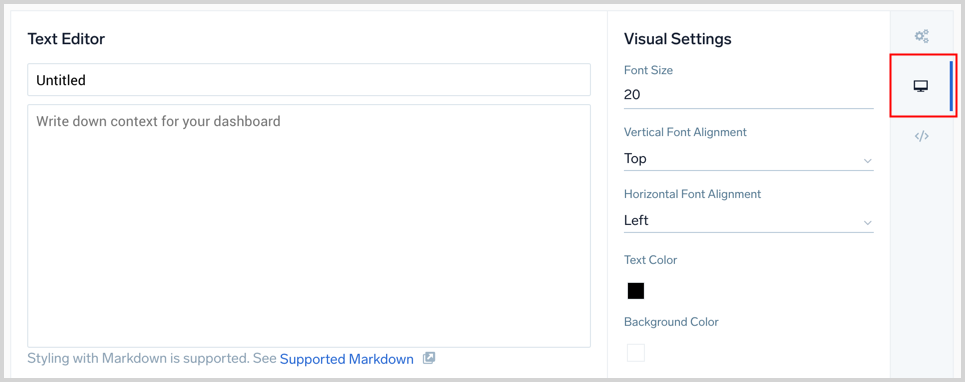 Text Editor
Untitled
Write down context for your dashboard
Styling with Markdown is supported. See Supported Markdown
Visual Settings
Font Size
20
Vertical Font Alignment
Top
Horizontal Font Alignment
Left
Text Color
Background Color